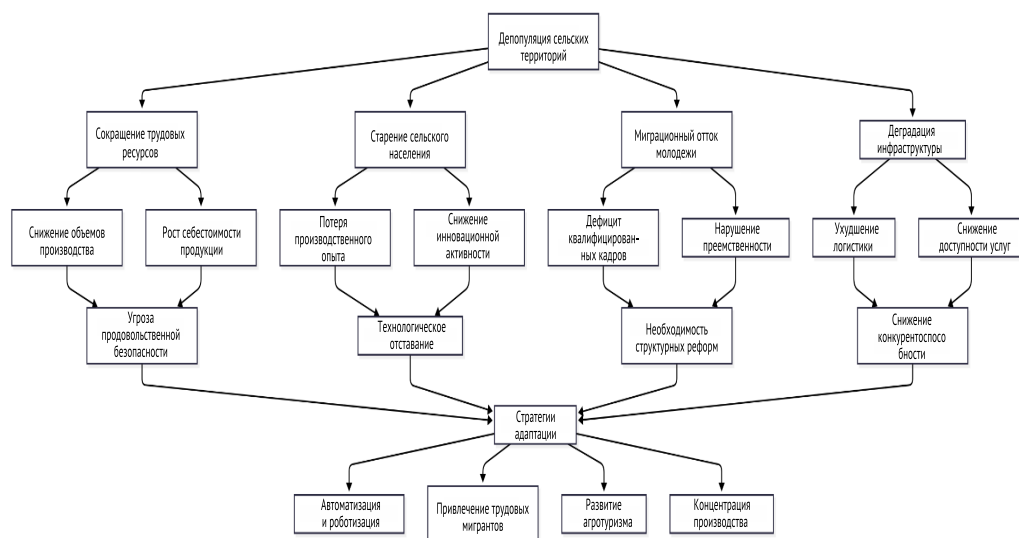 Депопуляция сельских
территорий
Сокращение трудовых
ресурсов
Старение сельского
населения
Миграционный отток
молодежи
Деградация
инфраструктуры
Снижение объемов
производства
Рост себестоимости
продукции
Потеря
производственного
опыта
Снижение
инновационной
активности
Дефицит
квалифицирован-
ных кадров
Нарушение
преемственности
Ухудшение
логистики
Снижение
доступности услуг
Угроза
продовольственной
безопасности
Технологическое
отставание
Необходимость
структурных реформ
Снижение
конкурентоспосо
бности
Стратегии
адаптации
Автоматизация
и роботизация
Привлечение трудовых
мигрантов
Развитие
агротуризма
Концентрация
производства